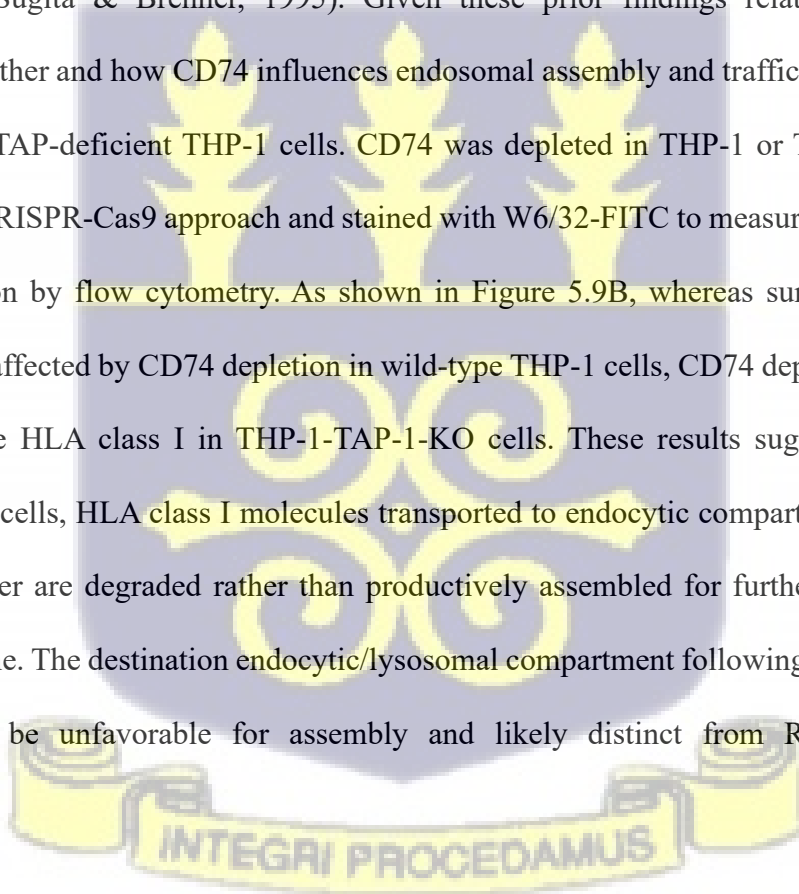 Sugita & Brenner, 1995). Given these prior findings relat
ther and how CD74 influences endosomal assembly and traffic
TAP-deficient THP-1 cells. CD74 was depleted in THP-1 or
RISPR-Cas9 approach and stained with W6/32-FITC to measur
on by flow cytometry. As shown in Figure 5.9B, whereas sur
affected by CD74 depletion in wild-type THP-1 cells, CD74 dep
e HLA class I in THP-1-TAP-1-KO cells. These results sug
cells, HLA class I molecules transported to endocytic compart
er are degraded rather than productively assembled for furthe
le. The destination endocytic/lysosomal compartment following
be unfavorable for assembly and likely distinct from R
INTEGRI PROCEDAMUS